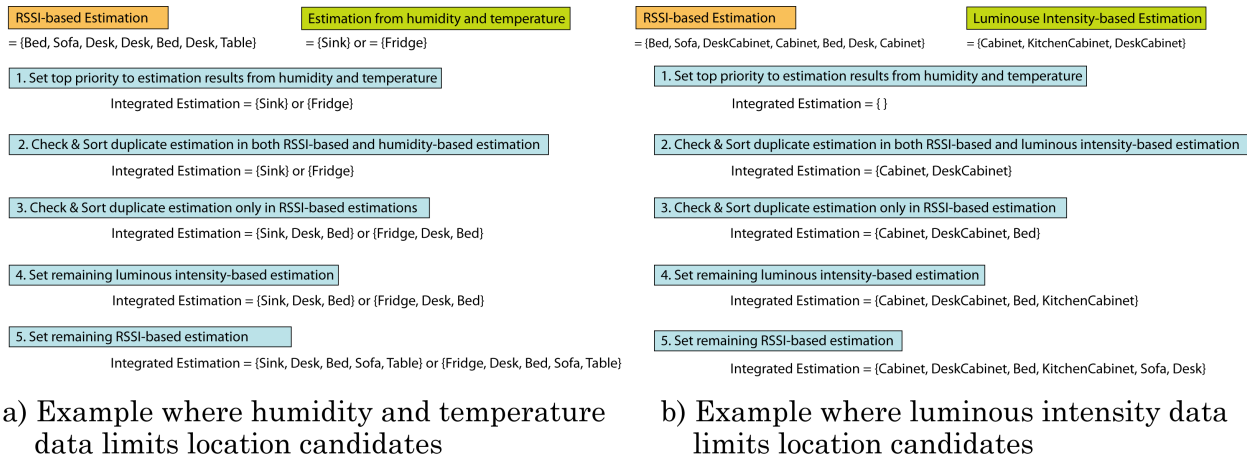 RSSI-based Estimation
= {Bed, Sofa, Desk, Desk, Bed, Desk, Table}
Estimation from humidity and temperature
= {Sink} or = {Fridge}
1. Set top priority to estimation results from humidity and temperature
Integrated Estimation = {Sink} or {Fridge}
2. Check & Sort duplicate estimation in both RSSI-based and humidity-based estimation
Integrated Estimation = {Sink} or {Fridge}
3. Check & Sort duplicate estimation only in RSSI-based estimations
Integrated Estimation = {Sink, Desk, Bed} or {Fridge, Desk, Bed}
4. Set remaining luminous intensity-based estimation
Integrated Estimation = {Sink, Desk, Bed} or {Fridge, Desk, Bed}
5. Set remaining RSSI-based estimation
Integrated Estimation = {Sink, Desk, Bed, Sofa, Table} or {Fridge, Desk, Bed, Sofa, Table}
a) Example where humidity and temperature
data limits location candidates
RSSI-based Estimation
= {Bed, Sofa, DeskCabinet, Cabinet, Bed, Desk, Cabinet}
Luminouse Intensity-based Estimation
= {Cabinet, KitchenCabinet, DeskCabinet}
1. Set top priority to estimation results from humidity and temperature
Integrated Estimation = { }
2. Check & Sort duplicate estimation in both RSSI-based and luminous intensity-based estimation
Integrated Estimation = {Cabinet, DeskCabinet}
3. Check & Sort duplicate estimation only in RSSI-based estimation
Integrated Estimation = {Cabinet, DeskCabinet, Bed}
4. Set remaining luminous intensity-based estimation
Integrated Estimation = {Cabinet, DeskCabinet, Bed, KitchenCabinet}
5. Set remaining RSSI-based estimation
Integrated Estimation = {Cabinet, DeskCabinet, Bed, KitchenCabinet, Sofa, Desk}
b) Example where luminous intensity data
limits location candidates